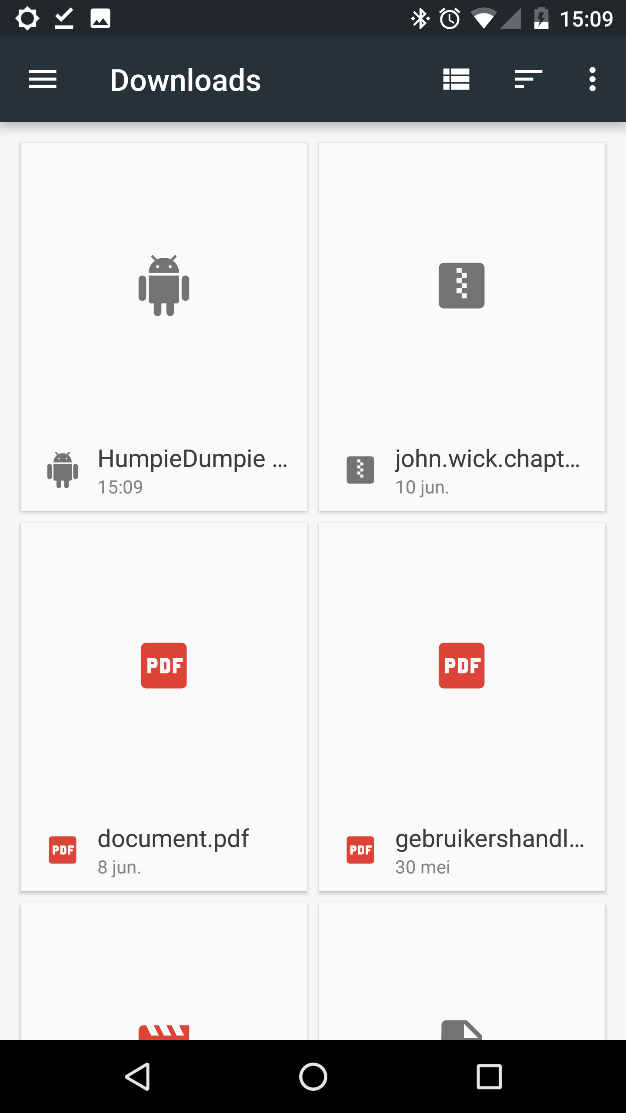 15:09
Downloads
HumpieDumpie ...
15:09
john.wick.chapt...
10 jun.
PDF
PDF
PDF
document.pdf
8 jun.
PDF
gebruikershandl...
30 mei